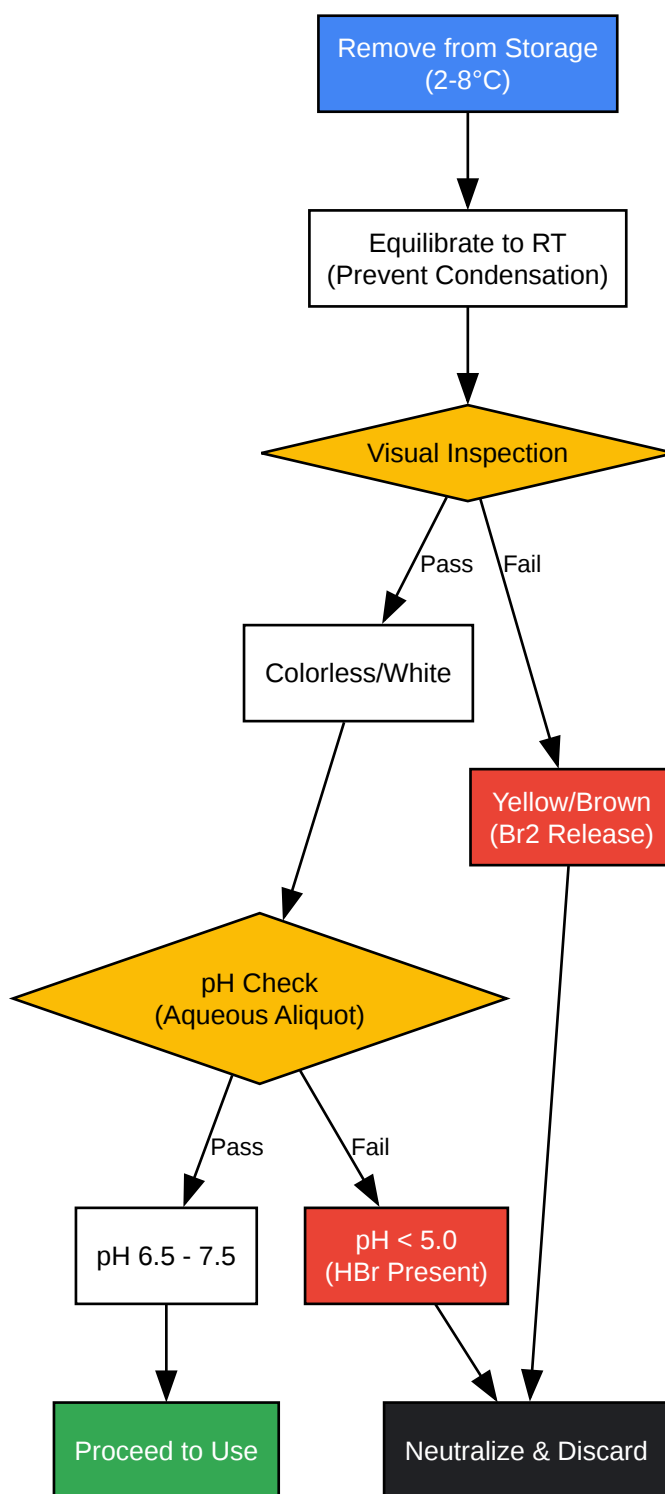 Remove from Storage
(2-8°C)
Equilibrate to RT
(Prevent Condensation)
Visual Inspection
Pass
Fail
Colorless/White
Yellow/Brown
(Br2 Release)
pH Check
(Aqueous Aliquot)
Pass
Fail
pH 6.5 - 7.5
pH < 5.0
(HBr Present)
Proceed to Use
Neutralize & Discard